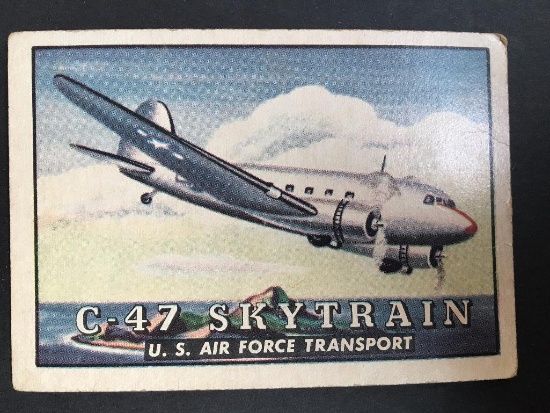 C-47 SKYTRAIN
U. S. AIR FORCE TRANSPORT